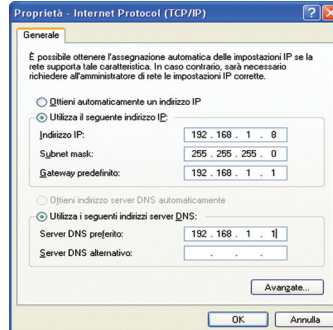 Proprietà - Internet Protocol (TCP/IP)
Generale
È possibile ottenere l'assegnazione automatica delle impostazioni IP se la
rete supporta tale caratteristica. In caso contrario, sarà necessario
richiedere all'amministratore di rete le impostazioni IP corrette.
Ottieni automaticamente un indirizzo IP
Utilizza il seguente indirizzo IP:
Indirizzo IP: 192 . 168 . 1 . 8
Subnet mask: 255 . 255 . 255 . 0
Gateway predefinito: 192 . 168 . 1 . 1
Ottieni indirizzo server DNS automaticamente
Utilizza i seguenti indirizzi server DNS:
Server DNS preferito: 192 . 168 . 1 . 1
Server DNS alternativo: . . .
Avanzate...
OK Annulla